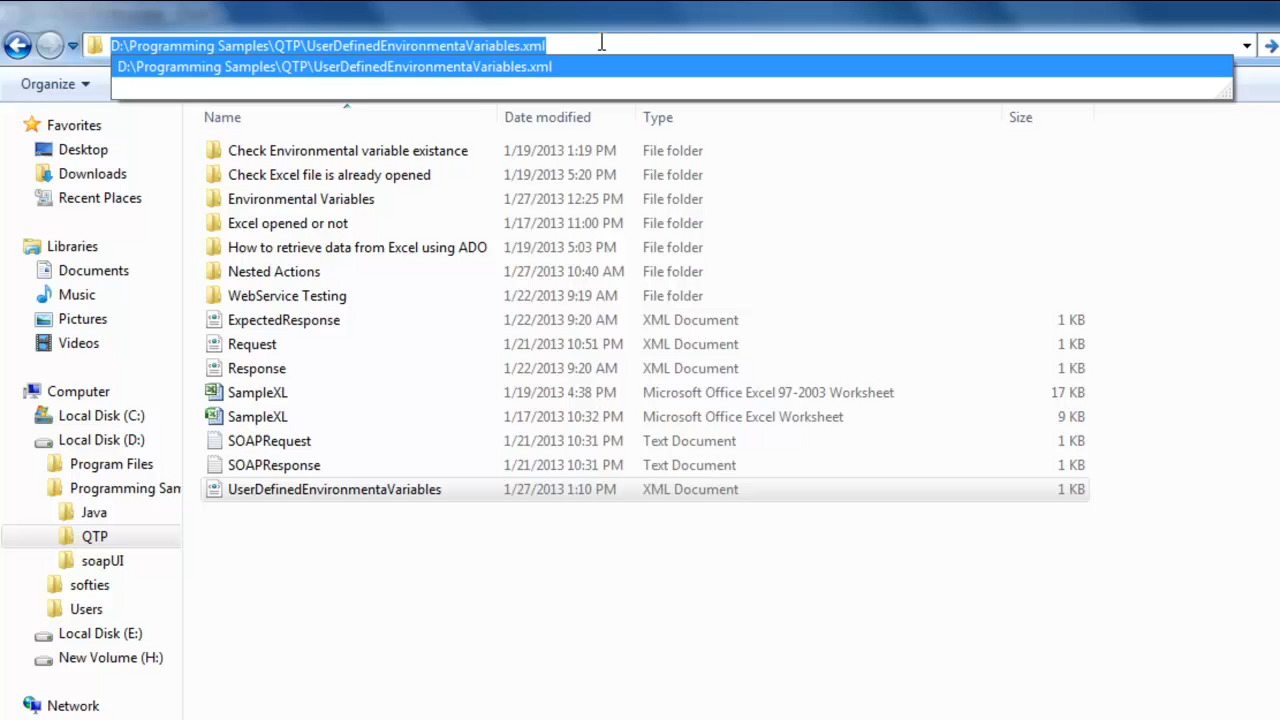 D:\Programming Samples\QTP\UserDefinedEnvironmentaVariables.xml
D:\Programming Samples\QTP\UserDefinedEnvironmentaVariables.xml
Organize
Name Date modified Type Size
Favorites
Desktop
Downloads
Recent Places
Libraries
Documents
Music
Pictures
Videos
Computer
Local Disk (C:)
Local Disk (D:)
Program Files
Programming San
Java
QTP
soapUI
softies
Users
Local Disk (E:)
New Volume (H:)
Network
Check Environmental variable existance 1/19/2013 1:19 PM File folder
Check Excel file is already opened 1/19/2013 5:20 PM File folder
Environmental Variables 1/27/2013 12:25 PM File folder
Excel opened or not 1/17/2013 11:00 PM File folder
How to retrieve data from Excel using ADO 1/19/2013 5:03 PM File folder
Nested Actions 1/27/2013 10:40 AM File folder
WebService Testing 1/22/2013 9:19 AM File folder
ExpectedResponse 1/22/2013 9:20 AM XML Document 1 KB
Request 1/21/2013 10:51 PM XML Document 1 KB
Response 1/22/2013 9:20 AM XML Document 1 KB
SampleXL 1/19/2013 4:38 PM Microsoft Office Excel 97-2003 Worksheet 17 KB
SampleXL 1/17/2013 10:32 PM Microsoft Office Excel Worksheet 9 KB
SOAPRequest 1/21/2013 10:31 PM Text Document 1 KB
SOAPResponse 1/21/2013 10:31 PM Text Document 1 KB
UserDefinedEnvironmentaVariables 1/27/2013 1:10 PM XML Document 1 KB